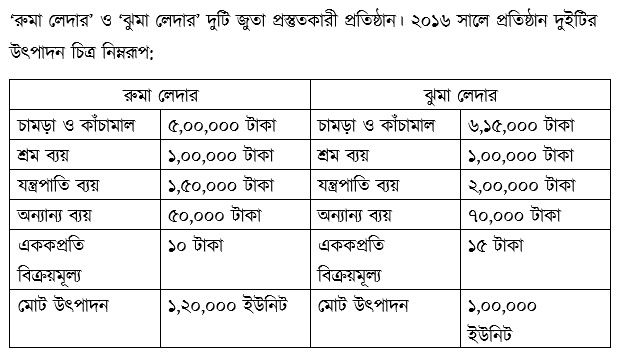 ‘রুমা লেদার’ ও ‘ঝুমা লেদার’ দুটি জুতা প্রস্তুতকারী প্রতিষ্ঠান। ২০১৬ সালে প্রতিষ্ঠান দুইটির
উৎপাদন চিত্র নিম্নরূপ:
রুমা লেদার ঝুমা লেদার
চামড়া ও কাঁচামাল ৫,০০,০০০ টাকা চামড়া ও কাঁচামাল ৬,১৫,০০০ টাকা
শ্রম ব্যয় ১,০০,০০০ টাকা শ্রম ব্যয় ১,০০,০০০ টাকা
যন্ত্রপাতি ব্যয় ১,৫০,০০০ টাকা যন্ত্রপাতি ব্যয় ২,০০,০০০ টাকা
অন্যান্য ব্যয় ৫০,০০০ টাকা অন্যান্য ব্যয় ৭০,০০০ টাকা
এককপ্রতি ১০ টাকা এককপ্রতি ১৫ টাকা
বিক্রয়মূল্য বিক্রয়মূল্য
মোট উৎপাদন ১,২০,০০০ ইউনিট মোট উৎপাদন ১,০০,০০০
ইউনিট